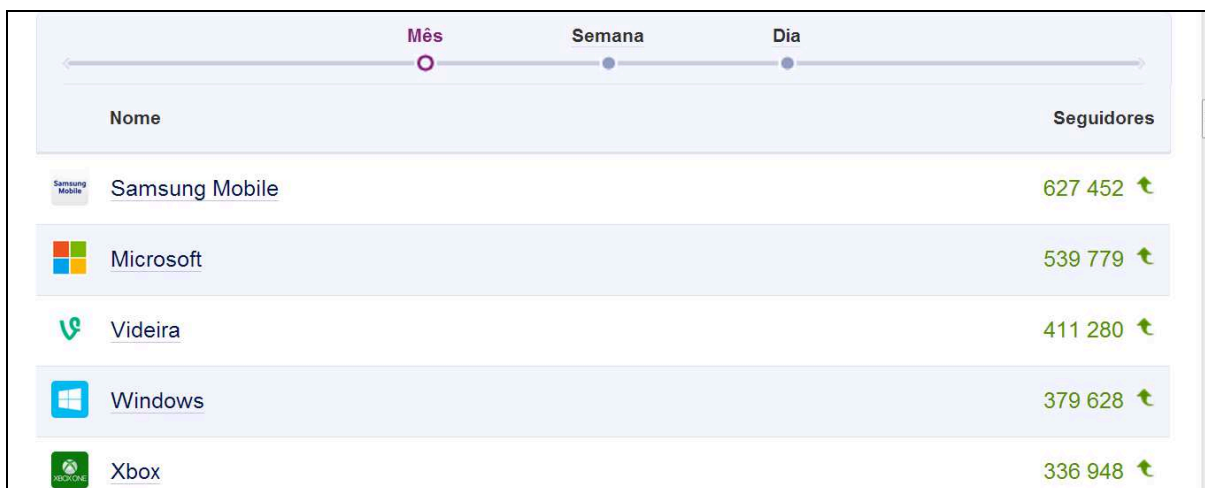 Mês Semana Dia
Nome Seguidores
Samsung Mobile Samsung Mobile 627 452
Microsoft 539 779
Videira 411 280
Windows 379 628
XBOX ONE Xbox 336 948